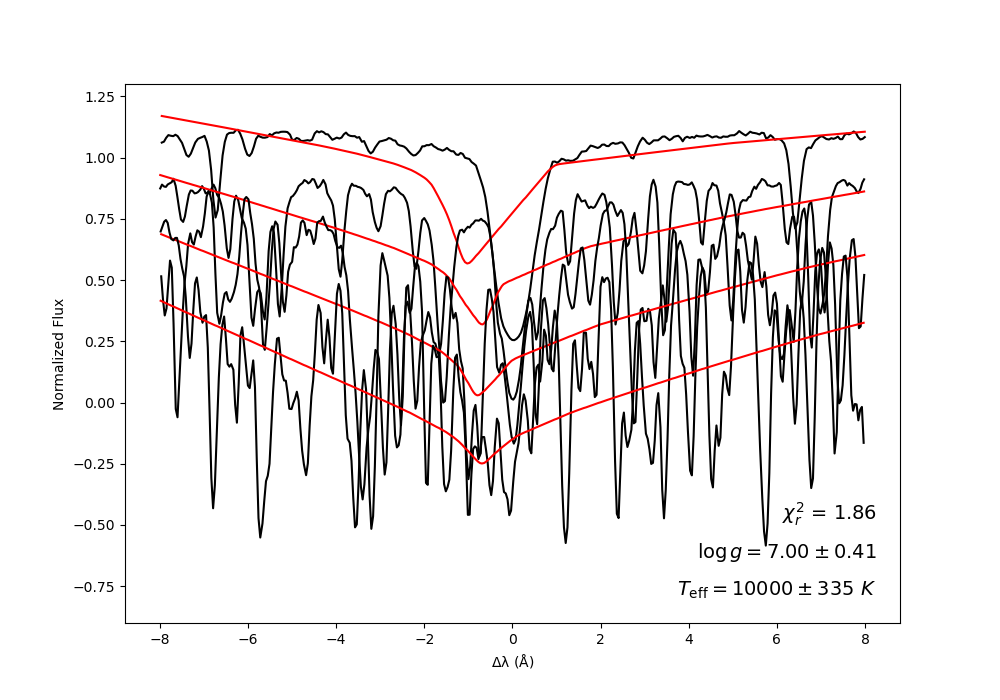 1.25
1.00
0.75
0.50
0.25
0.00
−0.25
−0.50
−0.75
Normalized Flux
χ²ᵣ = 1.86
log g = 7.00 ± 0.41
T_eff = 10000 ± 335 K
−8 −6 −4 −2 0 2 4 6 8
Δλ (Å)